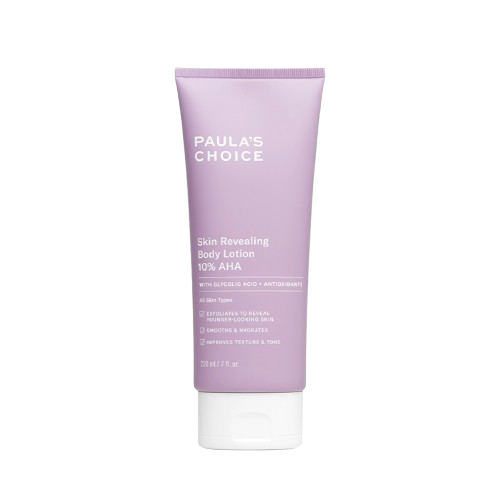 PAULA'S
CHOICE
Skin Revealing
Body Lotion
10% AHA
WITH GLYCOLIC ACID + ANTIOXIDANTS
All Skin Types
EXFOLIATES TO REVEAL
YOUNGER-LOOKING SKIN
SMOOTHS & HYDRATES
IMPROVES TEXTURE & TONE
210 ml / 7 fl. oz.